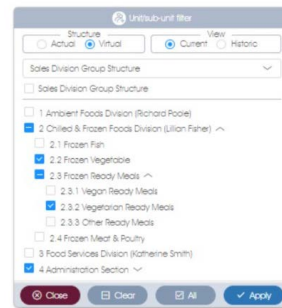 Unit/sub-unit filter
Structure View
Actual Virtual Current Historic
Sales Division Group Structure
Sales Division Group Structure
1 Ambient Foods Division (Richard Poole)
2 Chilled & Frozen Foods Division (Lillian Fisher)
2.1 Frozen Fish
2.2 Frozen Vegetable
2.3 Frozen Ready Meals
2.3.1 Vegan Ready Meals
2.3.2 Vegetarian Ready Meals
2.3.3 Other Ready Meals
2.4 Frozen Meat & Poultry
3 Food Services Division (Katherine Smith)
4 Administration Section
Close Clear All Apply